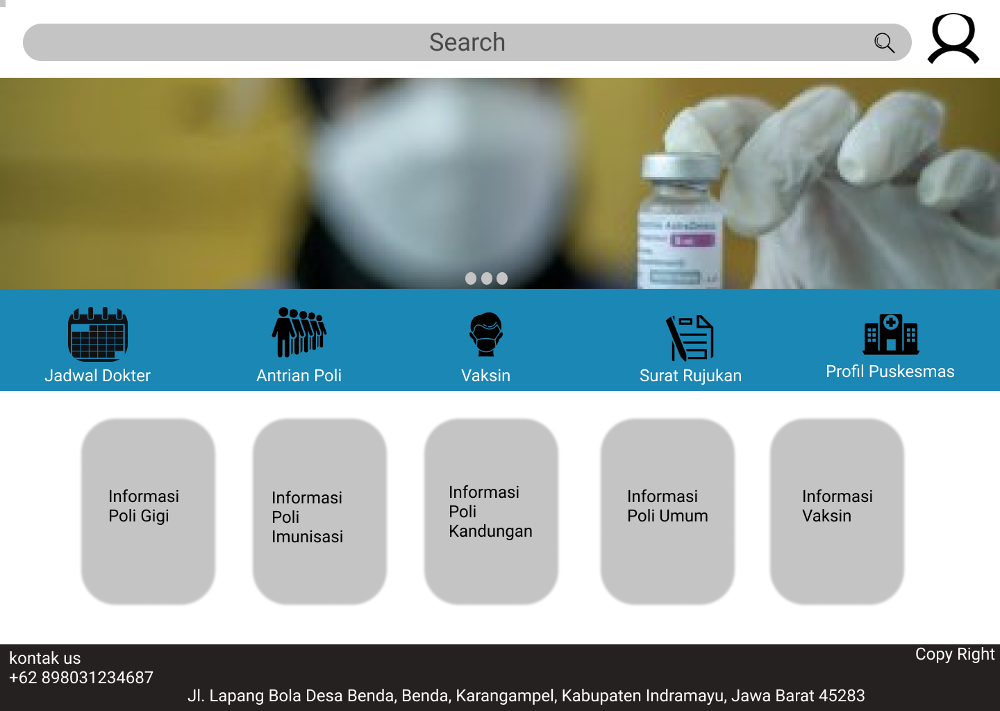 Search
Jadwal Dokter
Antrian Poli
Vaksin
Surat Rujukan
Profil Puskesmas
Informasi
Poli Gigi
Informasi
Poli
Imunisasi
Informasi
Poli
Kandungan
Informasi
Poli Umum
Informasi
Vaksin
kontak us
+62 898031234687
Copy Right
Jl. Lapang Bola Desa Benda, Benda, Karangampel, Kabupaten Indramayu, Jawa Barat 45283